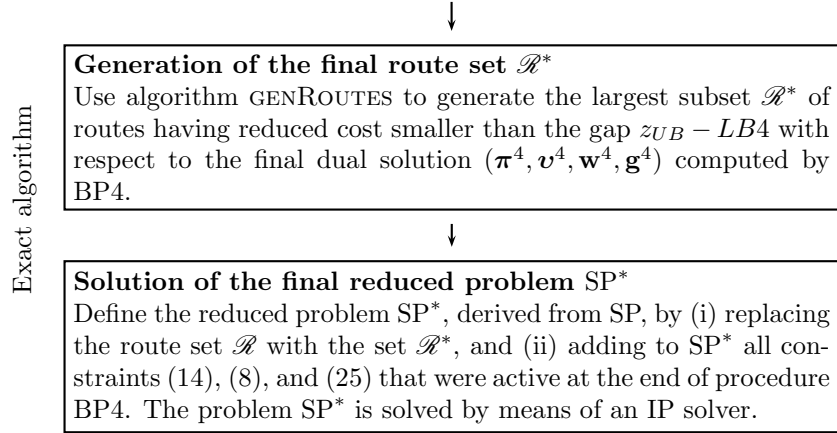 Exact algorithm
Generation of the final route set ℛ*
Use algorithm GENROUTES to generate the largest subset ℛ* of
routes having reduced cost smaller than the gap z_{UB} − LB4 with
respect to the final dual solution (π⁴, υ⁴, w⁴, g⁴) computed by
BP4.
Solution of the final reduced problem SP*
Define the reduced problem SP*, derived from SP, by (i) replacing
the route set ℛ with the set ℛ*, and (ii) adding to SP* all con-
straints (14), (8), and (25) that were active at the end of procedure
BP4. The problem SP* is solved by means of an IP solver.